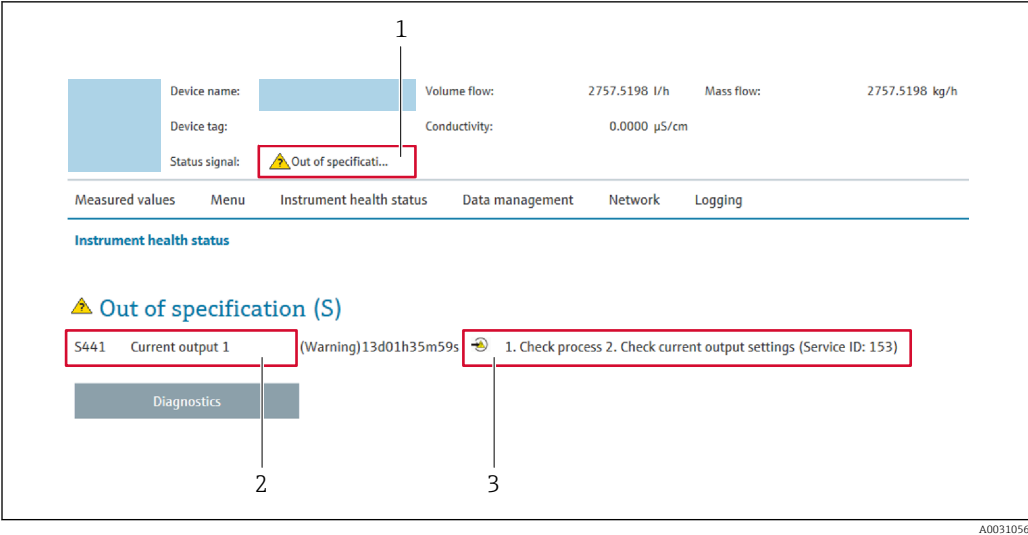 1
Device name: Volume flow: 2757.5198 l/h Mass flow: 2757.5198 kg/h
Device tag: Conductivity: 0.0000 µS/cm
Status signal: Out of specificati...
Measured values Menu Instrument health status Data management Network Logging
Instrument health status
Out of specification (S)
S441 Current output 1 (Warning)13d01h35m59s 1. Check process 2. Check current output settings (Service ID: 153)
Diagnostics
2 3
A0031056